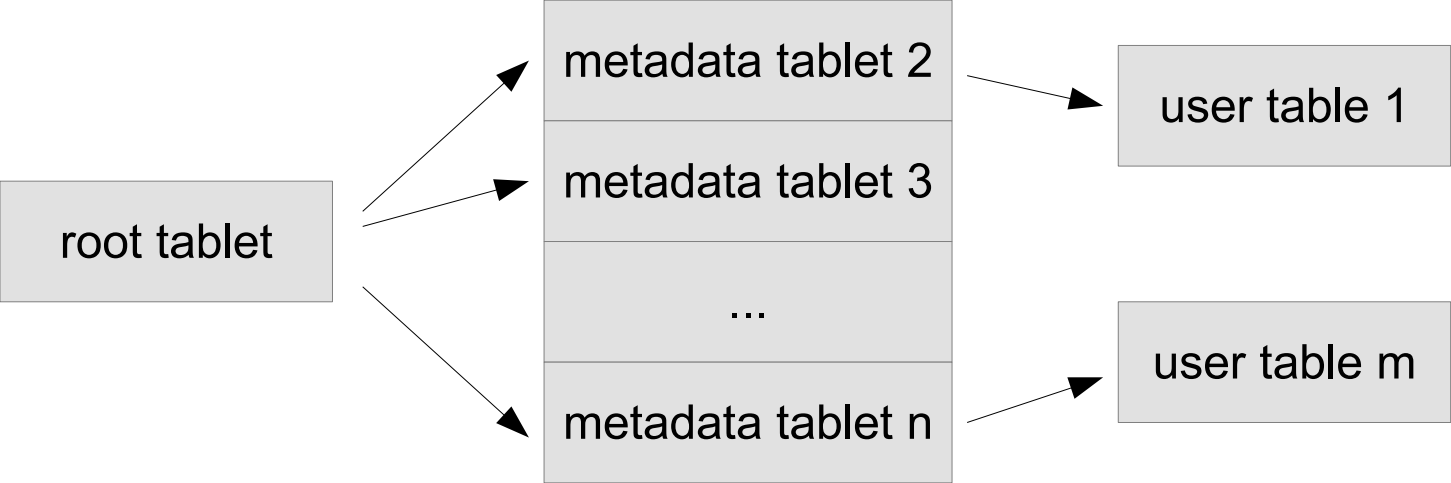 root tablet
metadata tablet 2
metadata tablet 3
...
metadata tablet n
user table 1
user table m